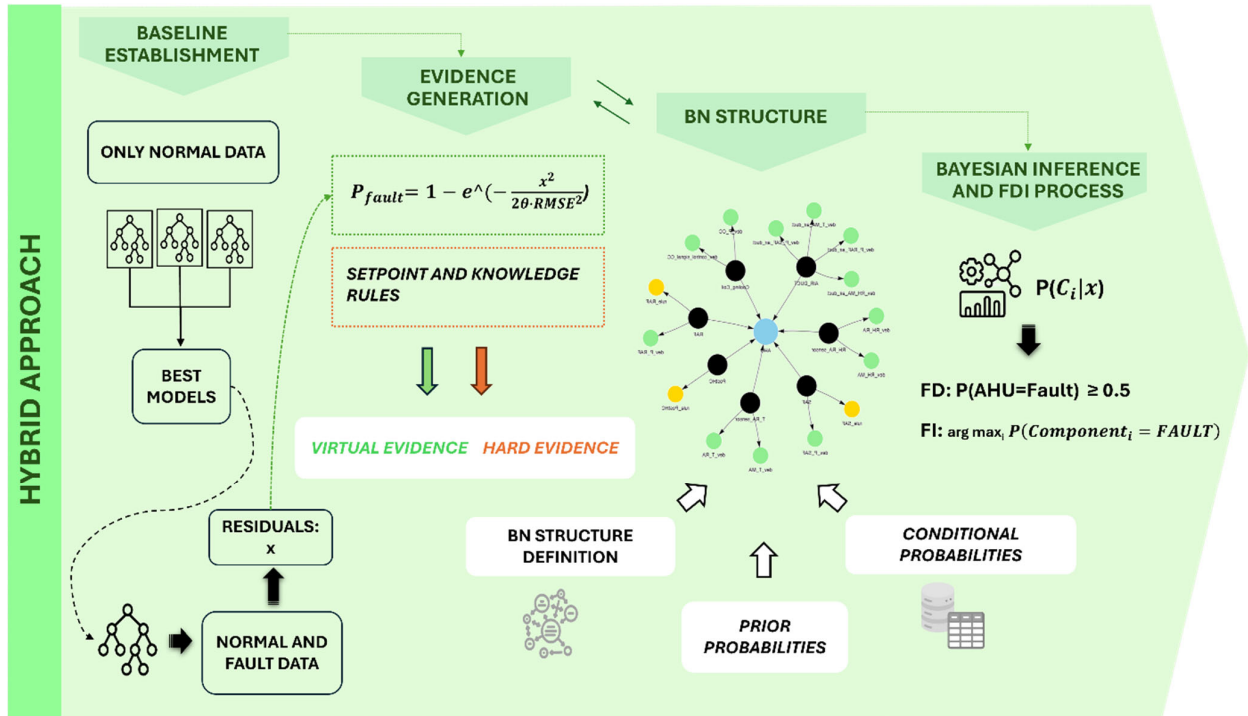 HYBRID APPROACH
BASELINE
ESTABLISHMENT
EVIDENCE
GENERATION
BN STRUCTURE
BAYESIAN INFERENCE
AND FDI PROCESS
ONLY NORMAL DATA
BEST
MODELS
RESIDUALS:
x
NORMAL AND
FAULT DATA
P_fault = 1 − e^(−x²/(2θ·RMSE²))
SETPOINT AND KNOWLEDGE
RULES
VIRTUAL EVIDENCE HARD EVIDENCE
BN STRUCTURE
DEFINITION
PRIOR
PROBABILITIES
CONDITIONAL
PROBABILITIES
P(C_i|x)
FD: P(AHU=Fault) ≥ 0.5
FI: arg max_i P(Component_i = FAULT)